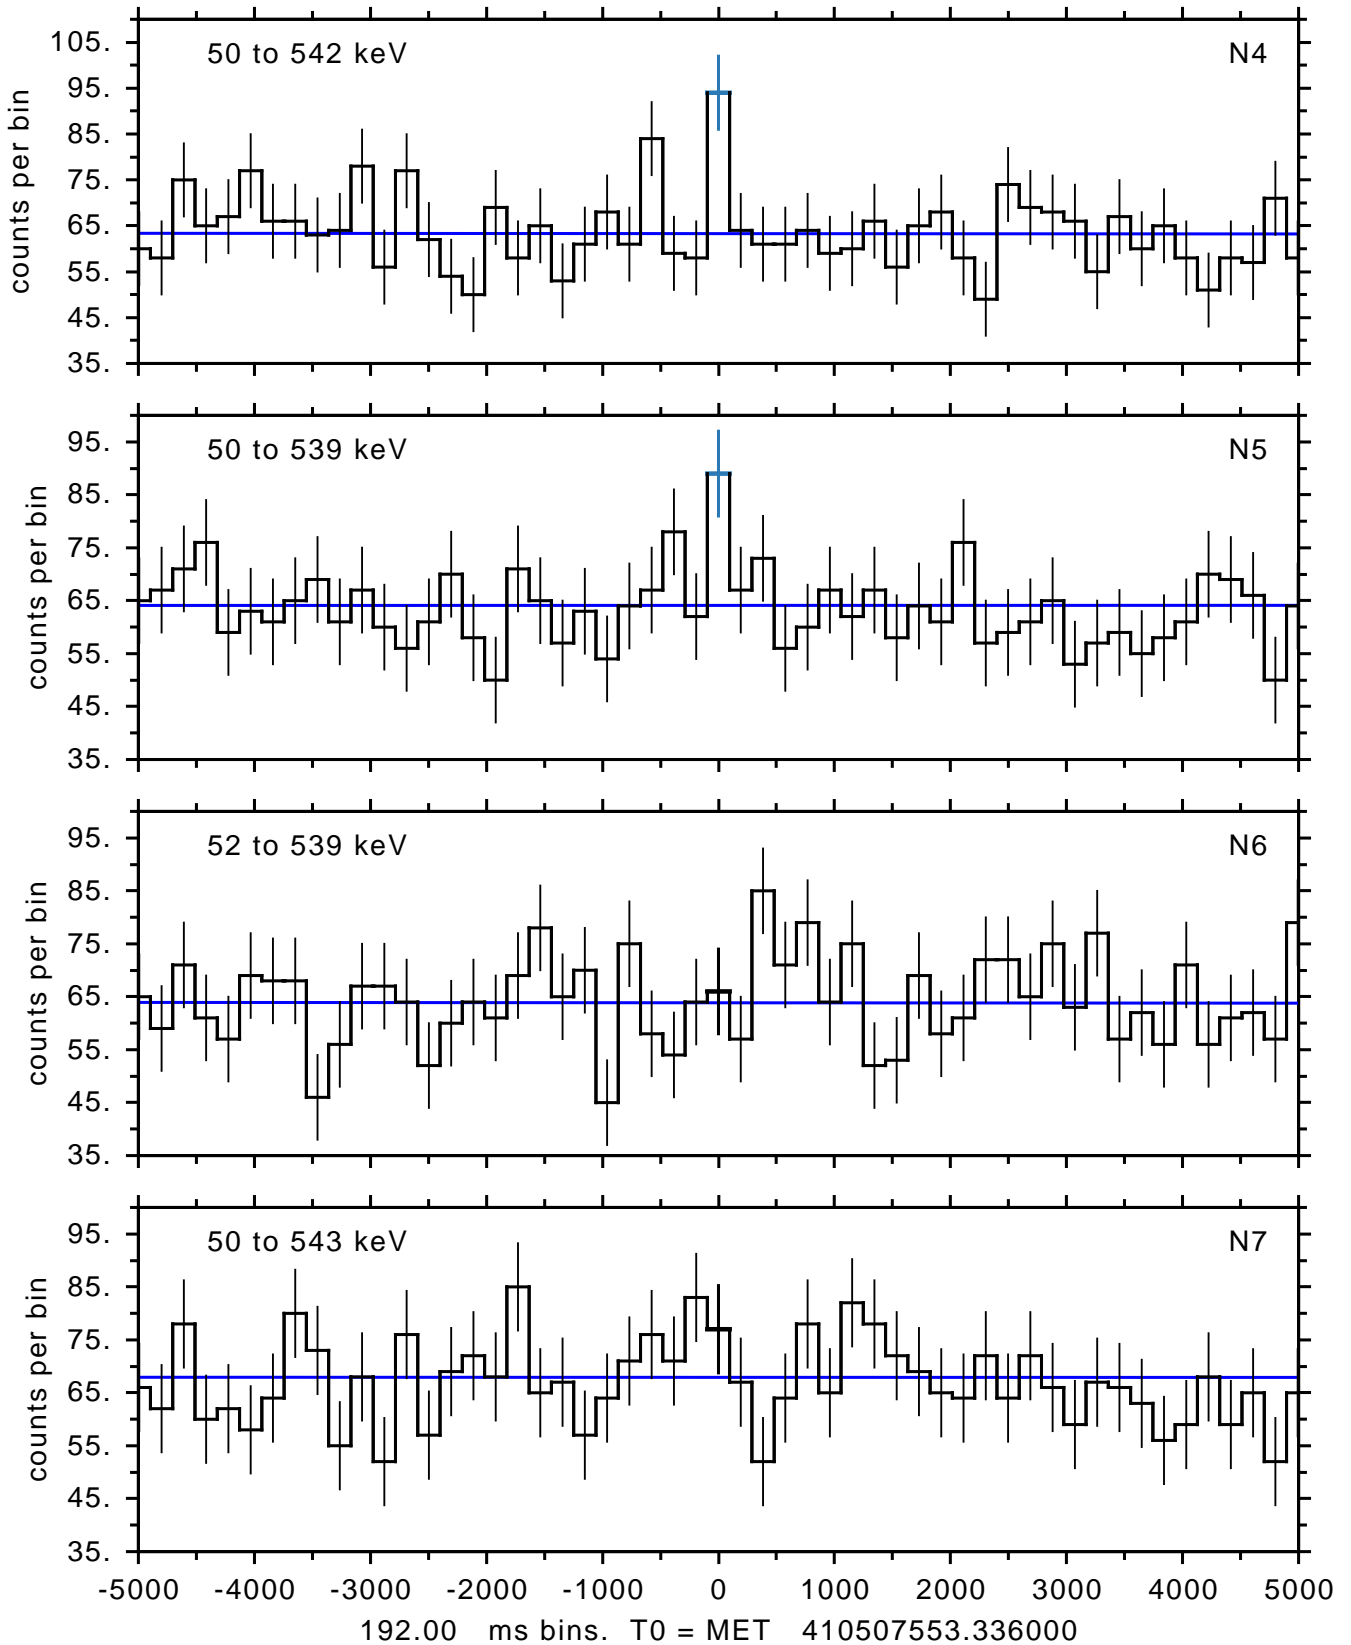 50 to 542 keV N4
105.
95.
85.
75.
65.
55.
45.
35.
counts per bin
50 to 539 keV N5
95.
85.
75.
65.
55.
45.
35.
counts per bin
52 to 539 keV N6
95.
85.
75.
65.
55.
45.
35.
counts per bin
50 to 543 keV N7
95.
85.
75.
65.
55.
45.
35.
counts per bin
-5000 -4000 -3000 -2000 -1000 0 1000 2000 3000 4000 5000
192.00 ms bins. T0 = MET 410507553.336000